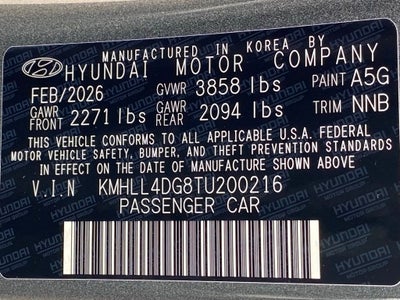 MANUFACTURED IN KOREA BY
HYUNDAI MOTOR COMPANY
FEB/2026 GVWR 3858 lbs PAINT A5G
GAWR FRONT 2271 lbs GAWR REAR 2094 lbs TRIM NNB
THIS VEHICLE CONFORMS TO ALL APPLICABLE U.S.A. FEDERAL
MOTOR VEHICLE SAFETY, BUMPER, AND THEFT PREVENTION STANDARDS
IN EFFECT ON THE DATE OF MANUFACTURE SHOWN ABOVE.
V.I.N KMHLL4DG8TU200216
PASSENGER CAR